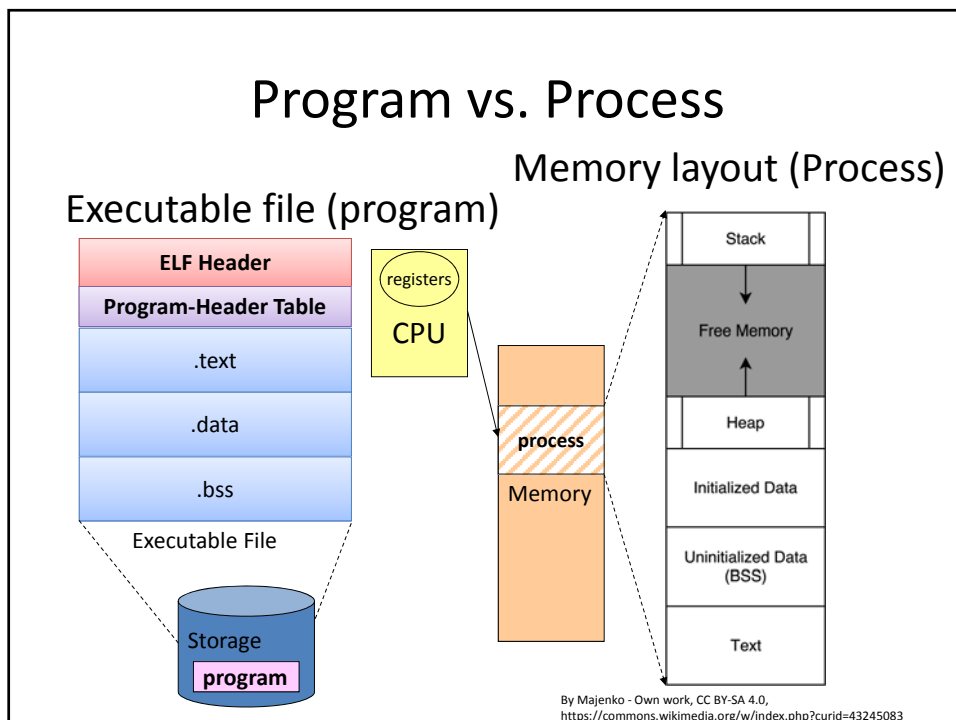 Program vs. Process
Memory layout (Process)
Executable file (program)
ELF Header
Program-Header Table
.text
.data
.bss
Executable File
Storage
program
registers
CPU
process
Memory
Stack
Free Memory
Heap
Initialized Data
Uninitialized Data
(BSS)
Text
By Majenko - Own work, CC BY-SA 4.0,
https://commons.wikimedia.org/w/index.php?curid=43245083